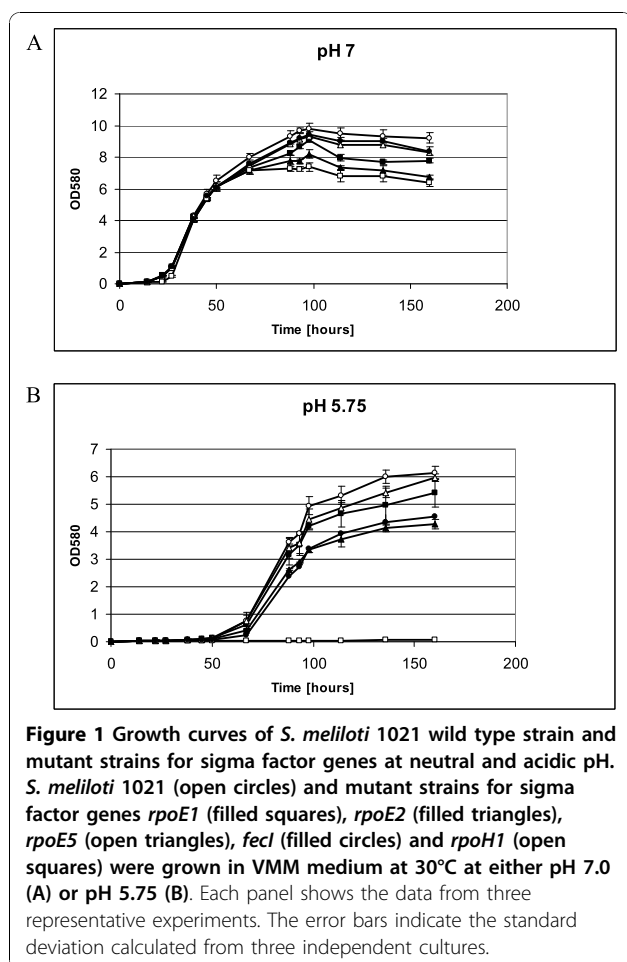 A
pH 7
12
10
8
6
4
2
0
OD580
0 50 100 150 200
Time [hours]
B
pH 5.75
7
6
5
4
3
2
1
0
OD580
0 50 100 150 200
Time [hours]
Figure 1 Growth curves of S. meliloti 1021 wild type strain and
mutant strains for sigma factor genes at neutral and acidic pH.
S. meliloti 1021 (open circles) and mutant strains for sigma
factor genes rpoE1 (filled squares), rpoE2 (filled triangles),
rpoE5 (open triangles), fecI (filled circles) and rpoH1 (open
squares) were grown in VMM medium at 30°C at either pH 7.0
(A) or pH 5.75 (B). Each panel shows the data from three
representative experiments. The error bars indicate the standard
deviation calculated from three independent cultures.